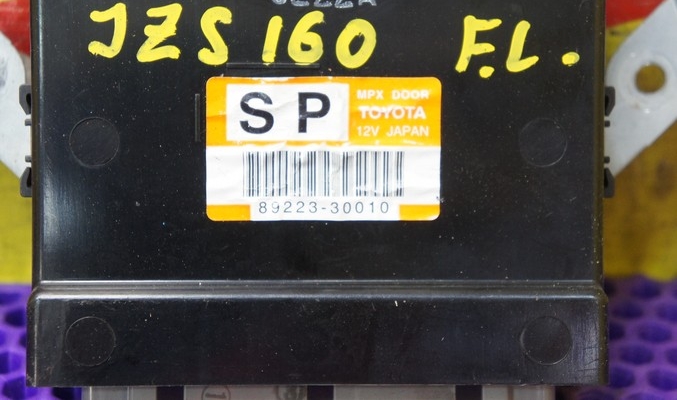 JZS 160 F.L.
SP
MPX DOOR
TOYOTA
12V JAPAN
89223-30010